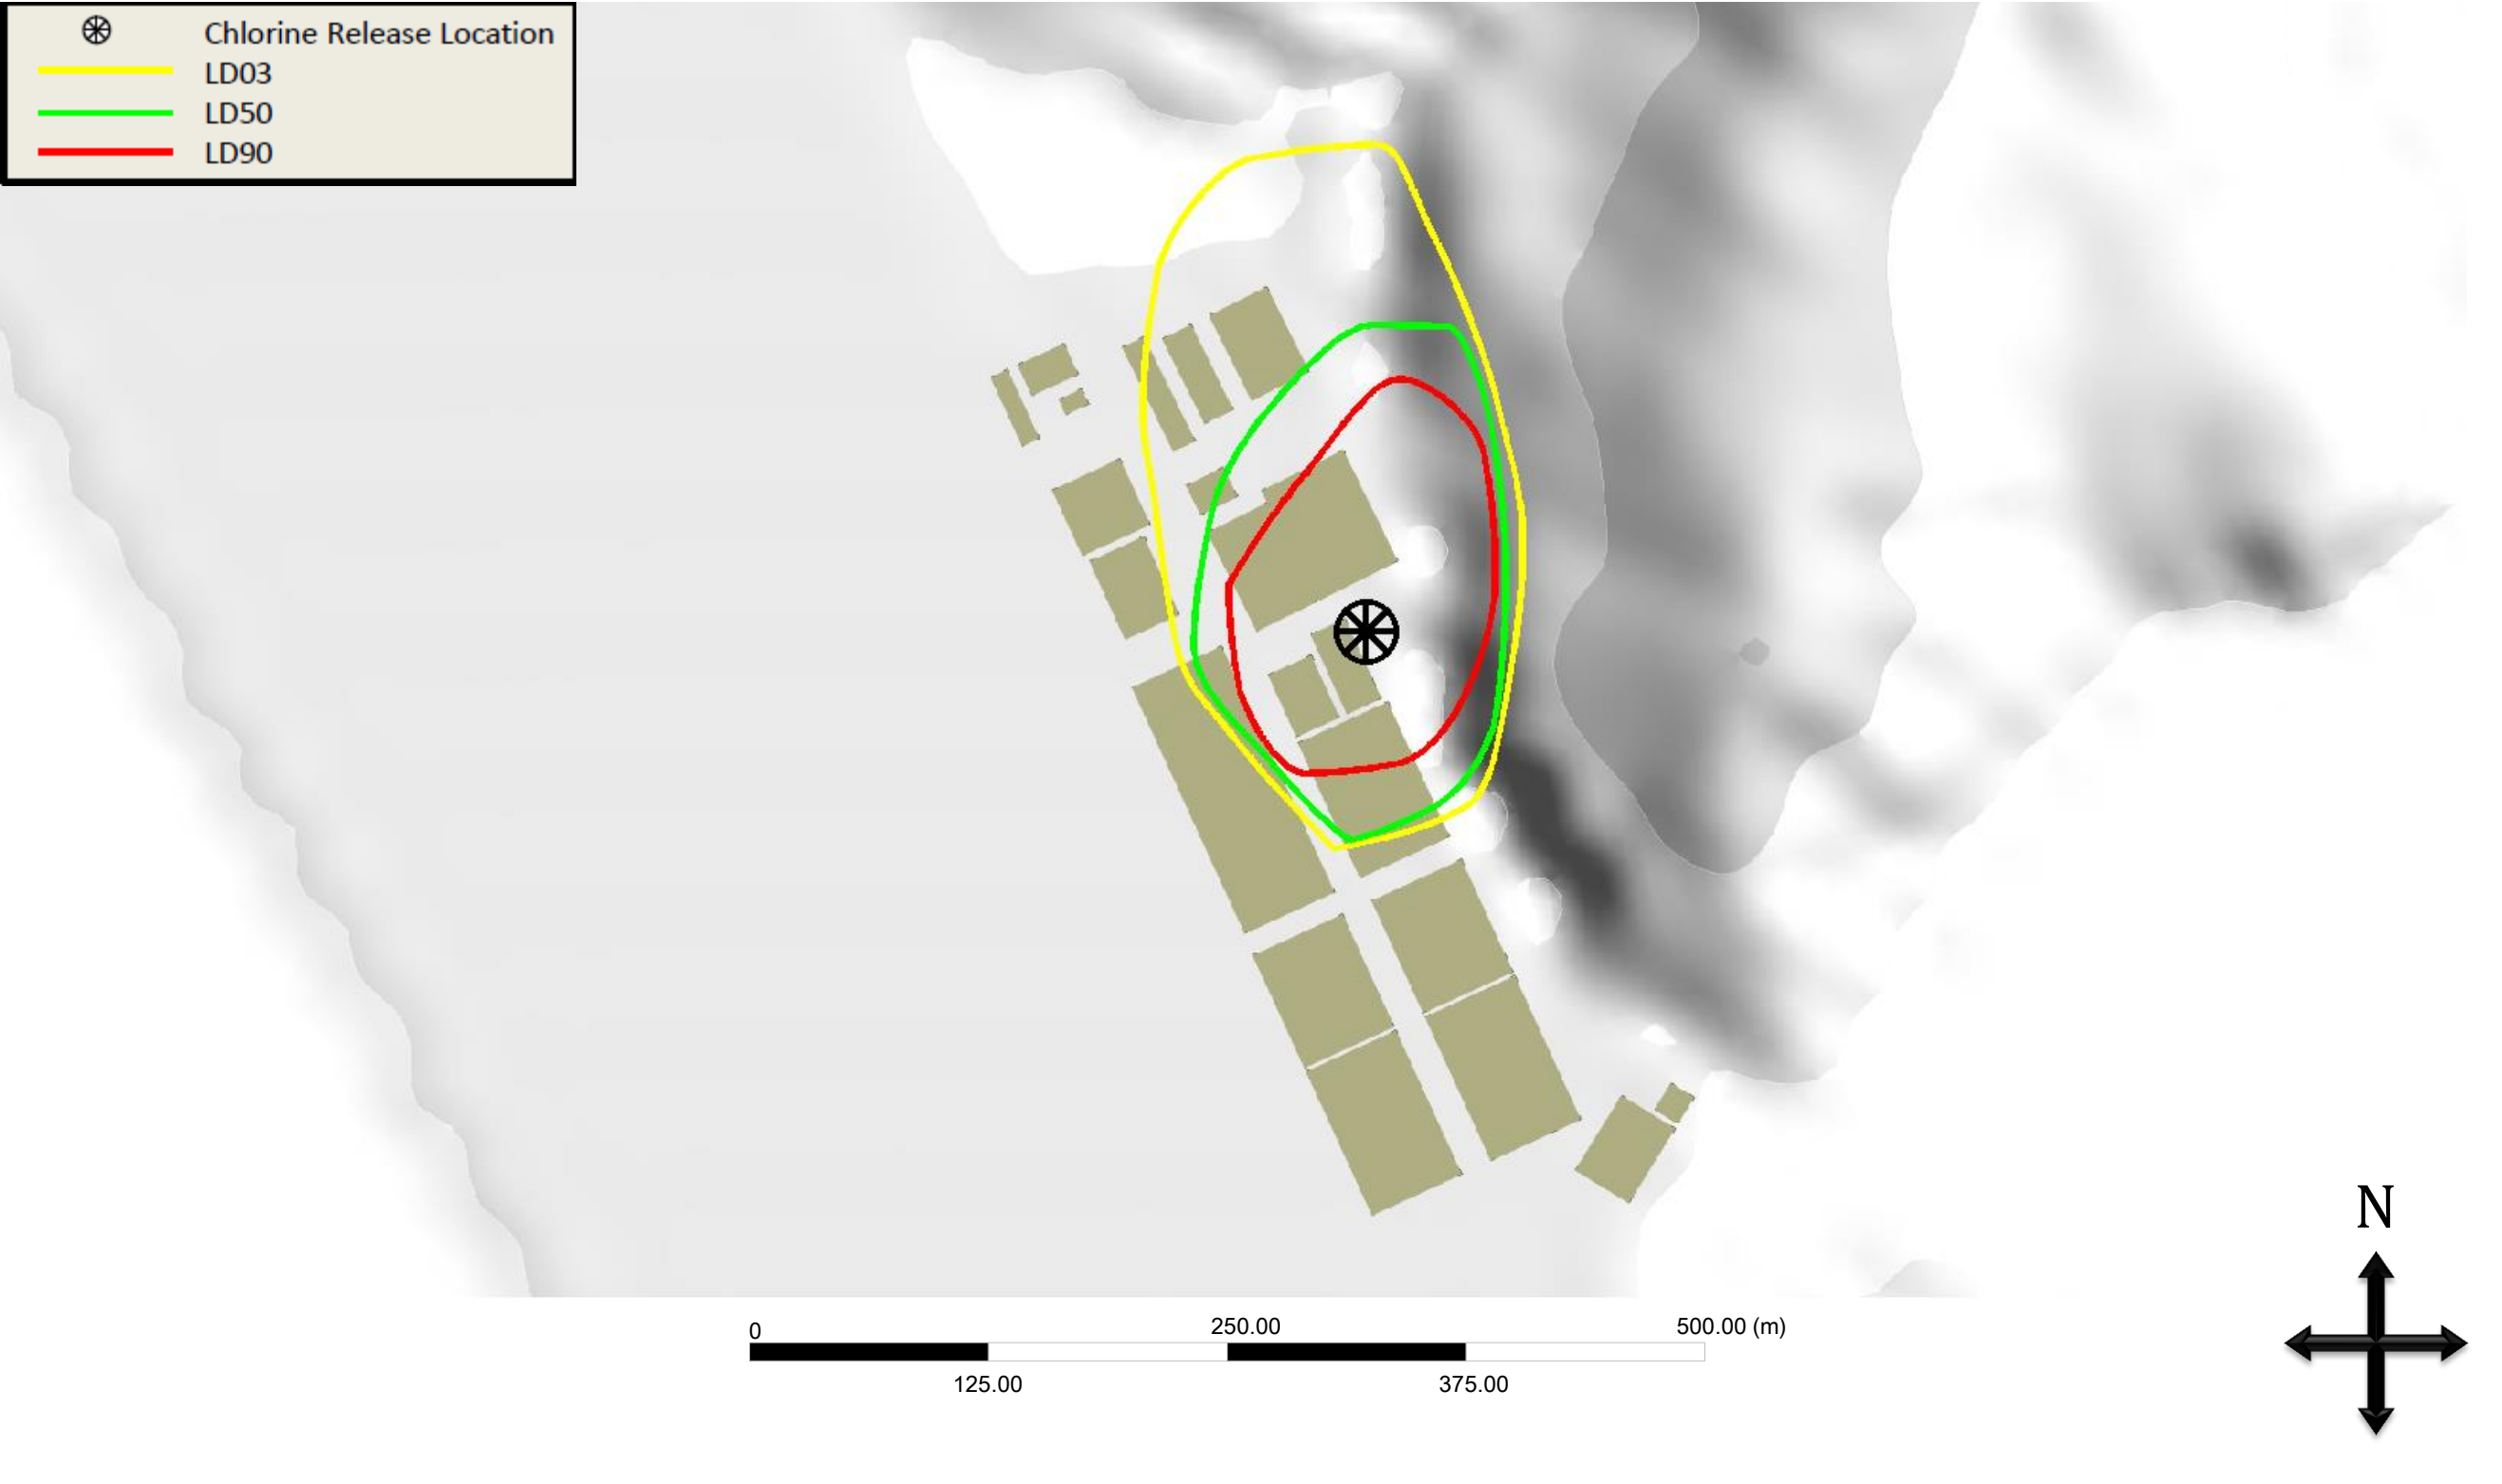 Chlorine Release Location
LD03
LD50
LD90
N
0 250.00 500.00 (m)
125.00 375.00